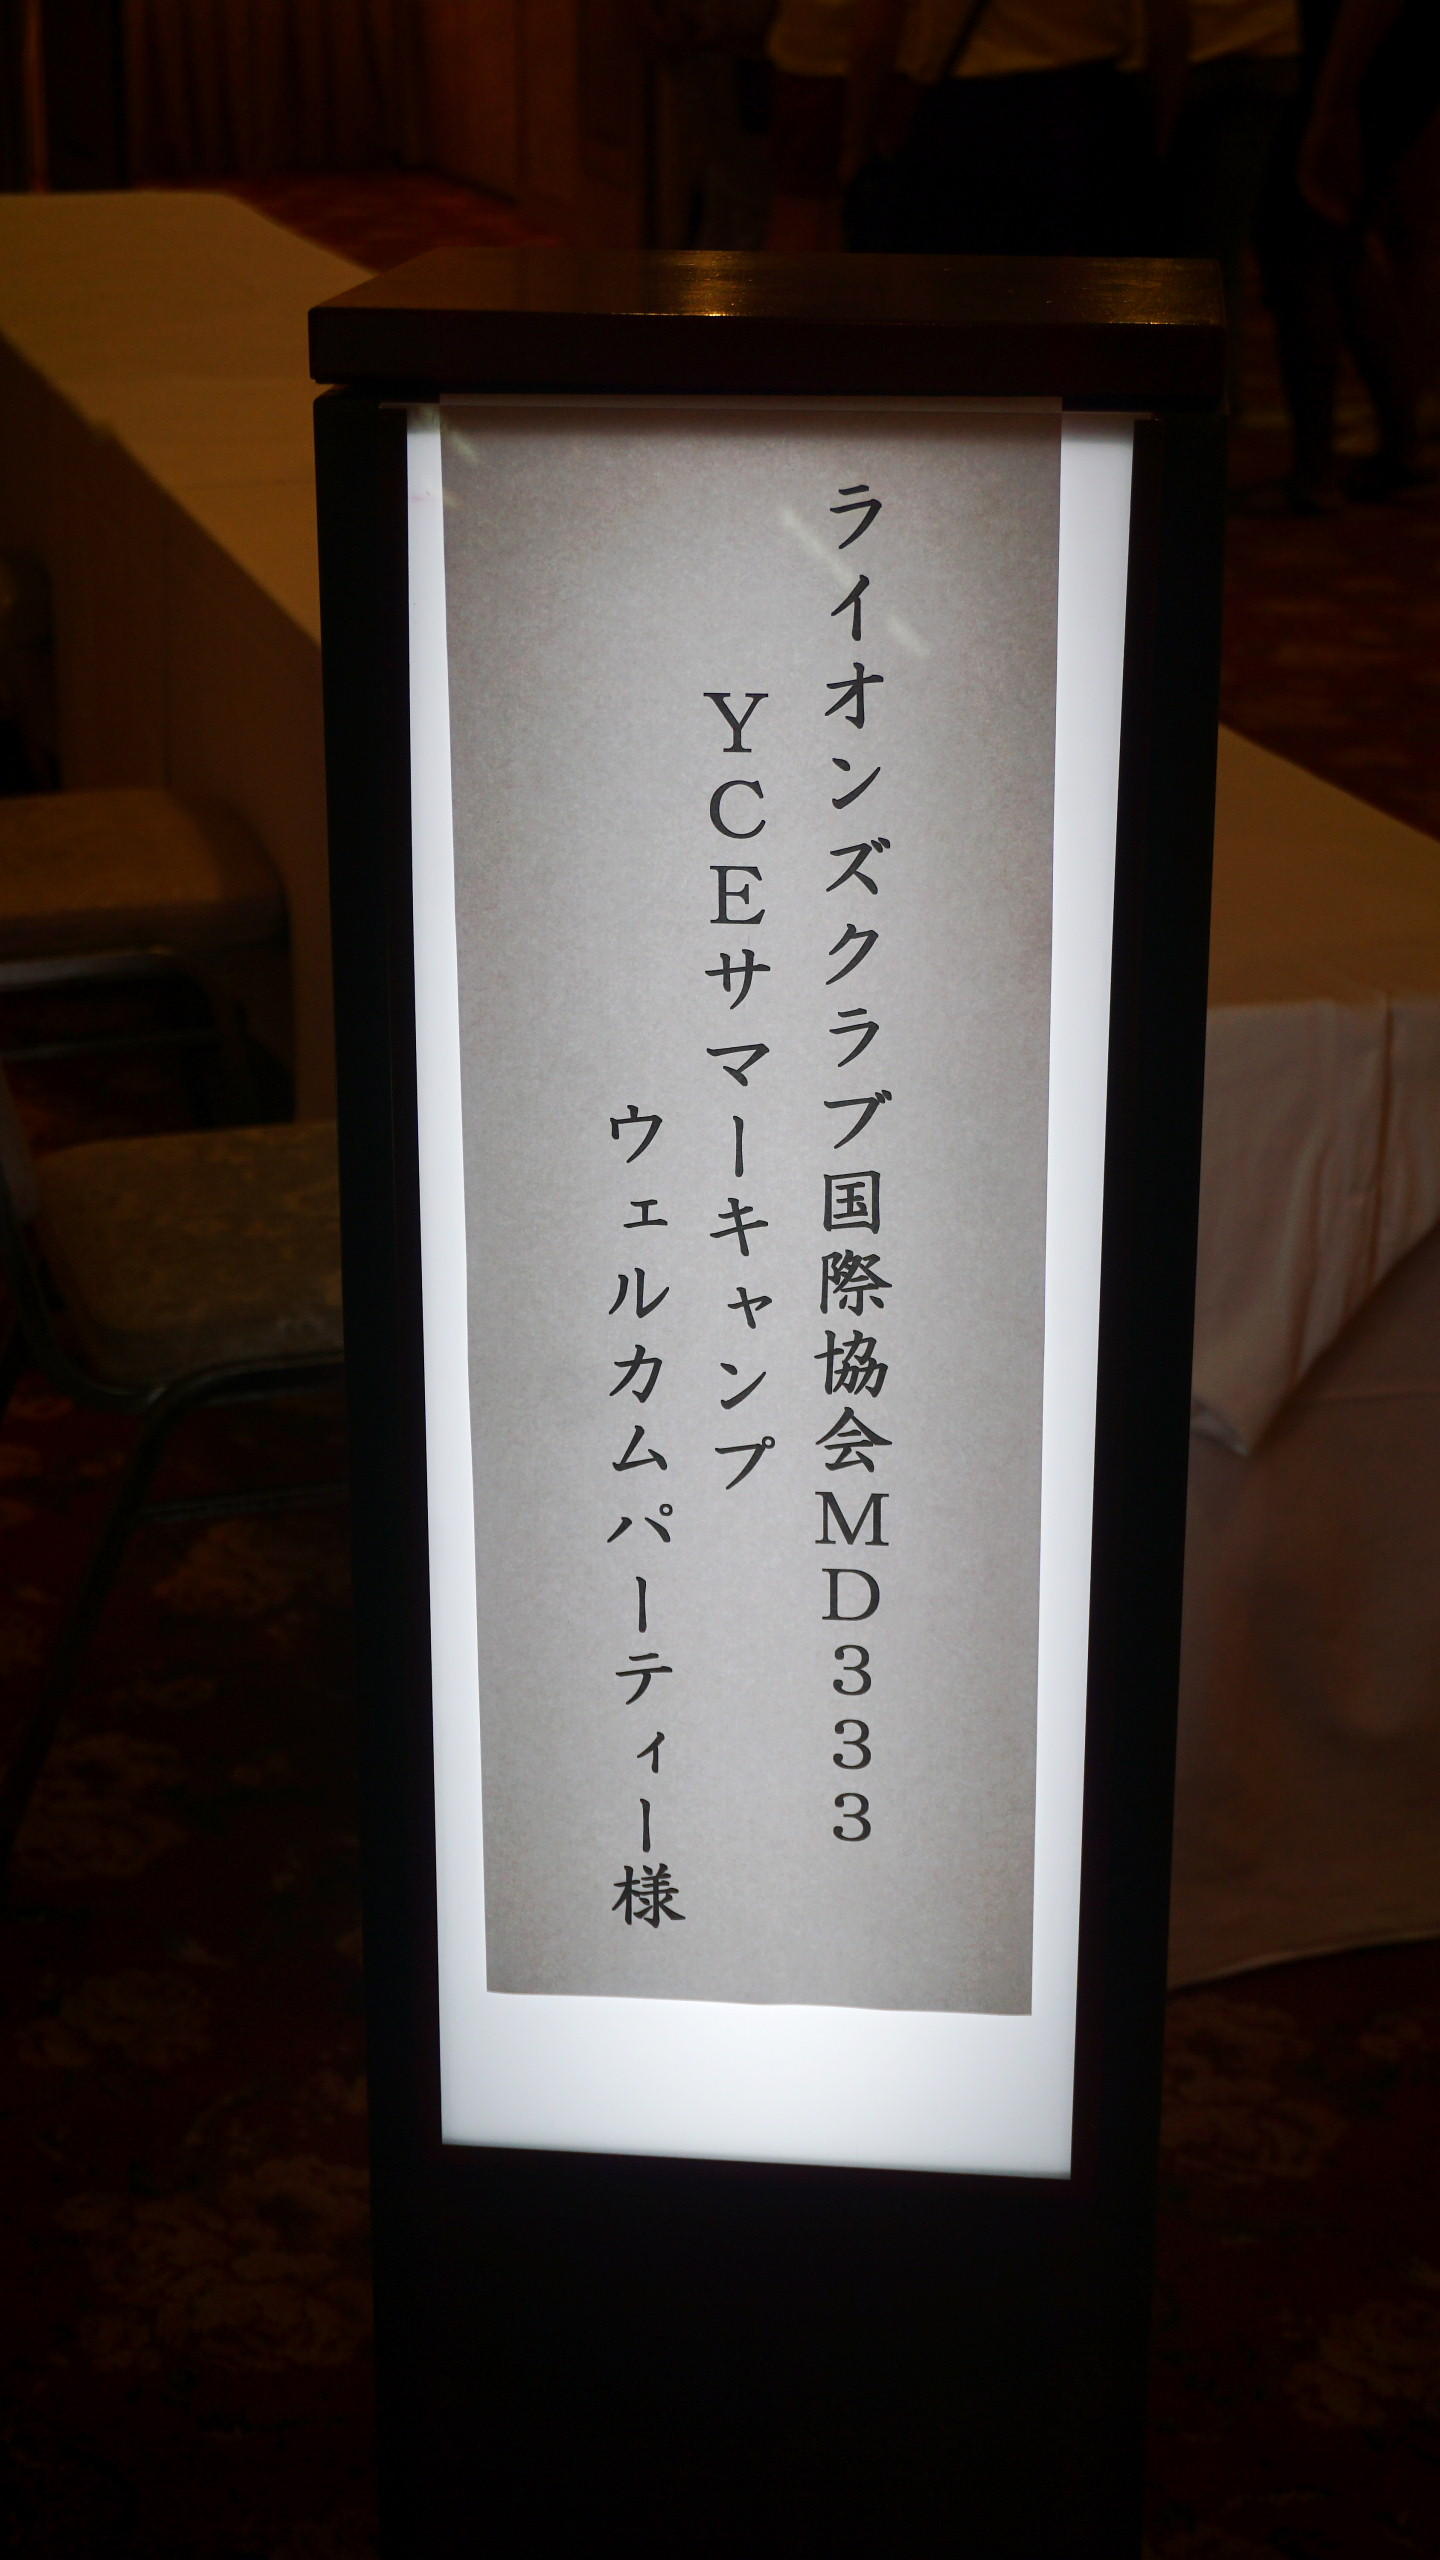 ライオンズクラブ国際協会ＭＤ３３３
ＹＣＥサマーキャンプ
ウェルカムパーティー様